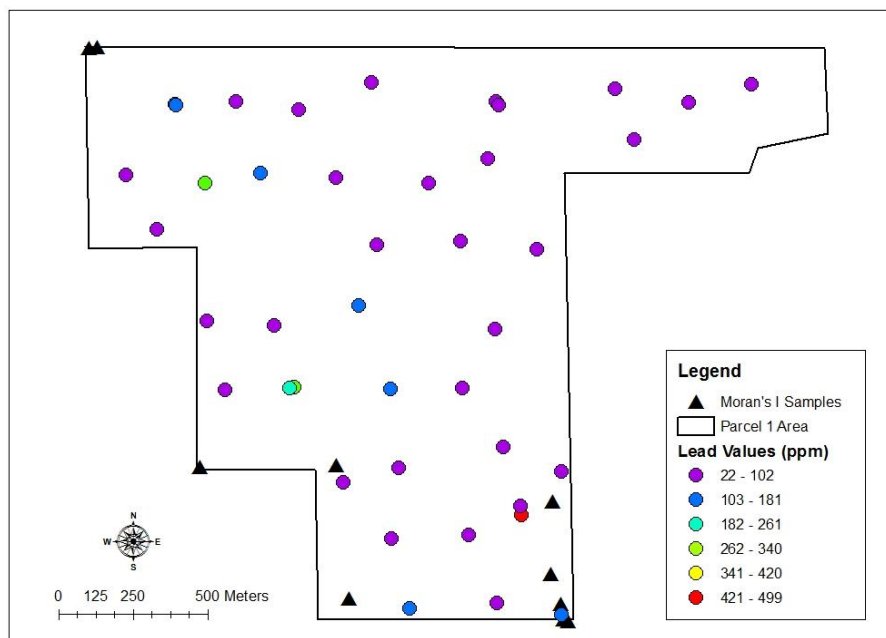 N
W E
S
0 125 250 500 Meters
Legend
Moran's I Samples
Parcel 1 Area
Lead Values (ppm)
22 - 102
103 - 181
182 - 261
262 - 340
341 - 420
421 - 499